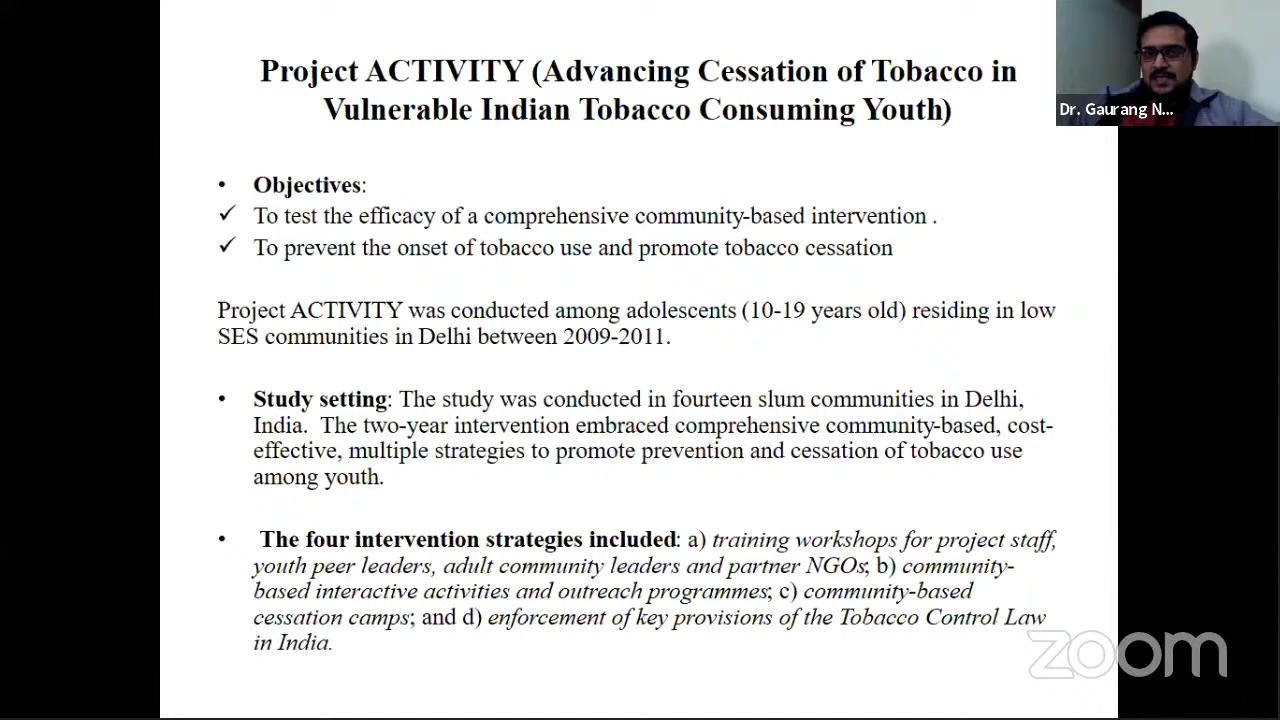 Project ACTIVITY (Advancing Cessation of Tobacco in
Vulnerable Indian Tobacco Consuming Youth)
Dr. Gaurang N...
• Objectives:
✓ To test the efficacy of a comprehensive community-based intervention .
✓ To prevent the onset of tobacco use and promote tobacco cessation
Project ACTIVITY was conducted among adolescents (10-19 years old) residing in low
SES communities in Delhi between 2009-2011.
• Study setting: The study was conducted in fourteen slum communities in Delhi,
India. The two-year intervention embraced comprehensive community-based, cost-
effective, multiple strategies to promote prevention and cessation of tobacco use
among youth.
• The four intervention strategies included: a) training workshops for project staff,
youth peer leaders, adult community leaders and partner NGOs; b) community-
based interactive activities and outreach programmes; c) community-based
cessation camps; and d) enforcement of key provisions of the Tobacco Control Law
in India.
zoom